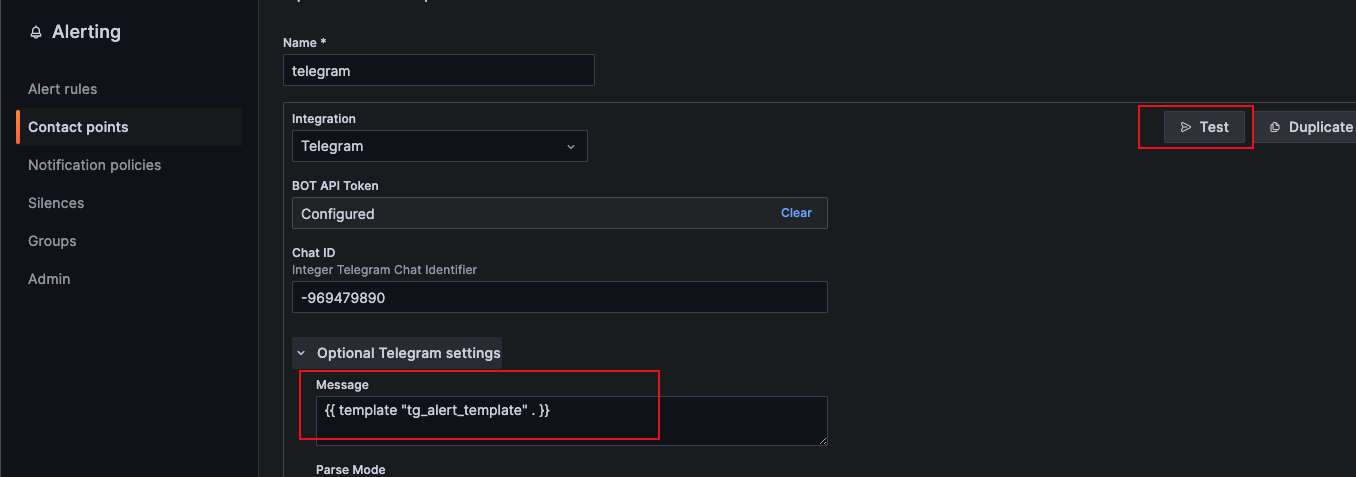 Alerting
Alert rules
Contact points
Notification policies
Silences
Groups
Admin
Name *
telegram
Integration
Telegram
Test
Duplicate
BOT API Token
Configured
Clear
Chat ID
Integer Telegram Chat Identifier
-969479890
Optional Telegram settings
Message
{{ template "tg_alert_template" . }}
Parse Mode